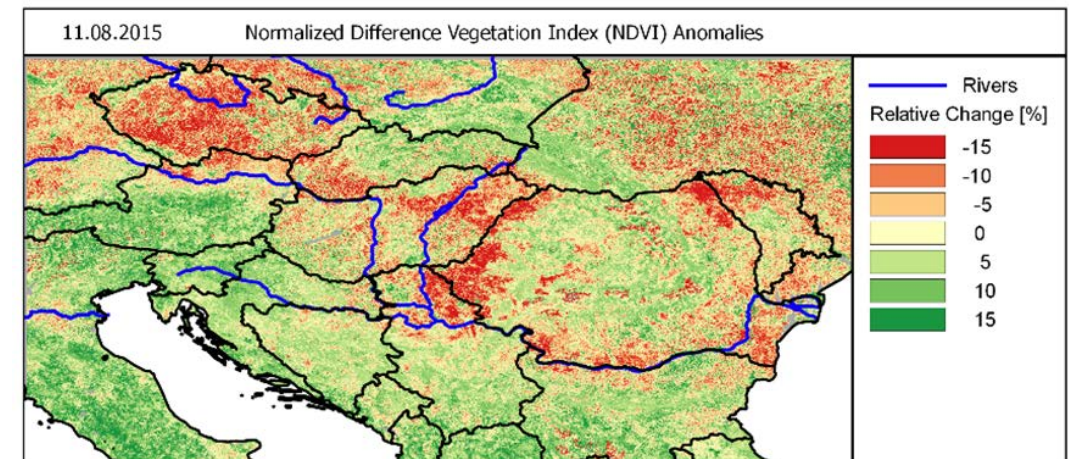 11.08.2015 Normalized Difference Vegetation Index (NDVI) Anomalies
Rivers
Relative Change [%]
-15
-10
-5
0
5
10
15